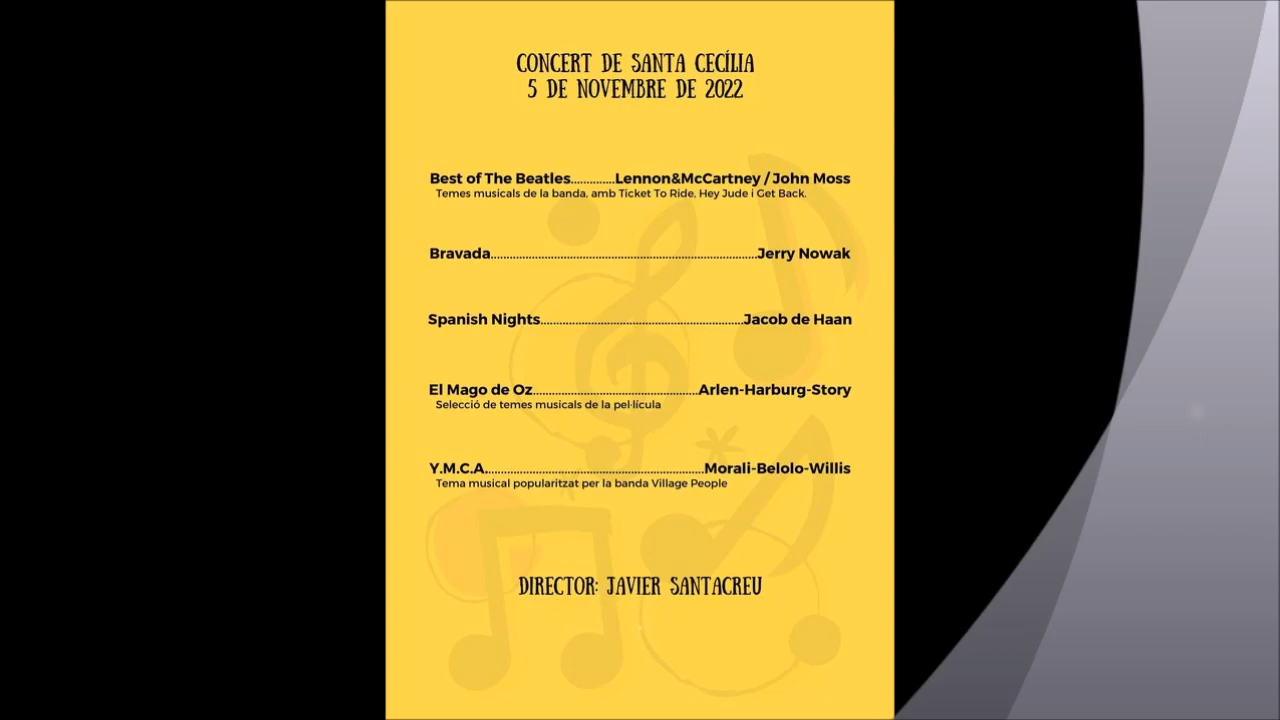 CONCERT DE SANTA CECÍLIA
5 DE NOVEMBRE DE 2022
Best of The Beatles..............Lennon&McCartney / John Moss
Temes musicals de la banda, amb Ticket To Ride, Hey Jude i Get Back.
Bravada....................................................................................Jerry Nowak
Spanish Nights................................................................Jacob de Haan
El Mago de Oz....................................................Arlen-Harburg-Story
Selecció de temes musicals de la pel·lícula
Y.M.C.A.....................................................................Morali-Belolo-Willis
Tema musical popularitzat per la banda Village People
DIRECTOR: JAVIER SANTACREU